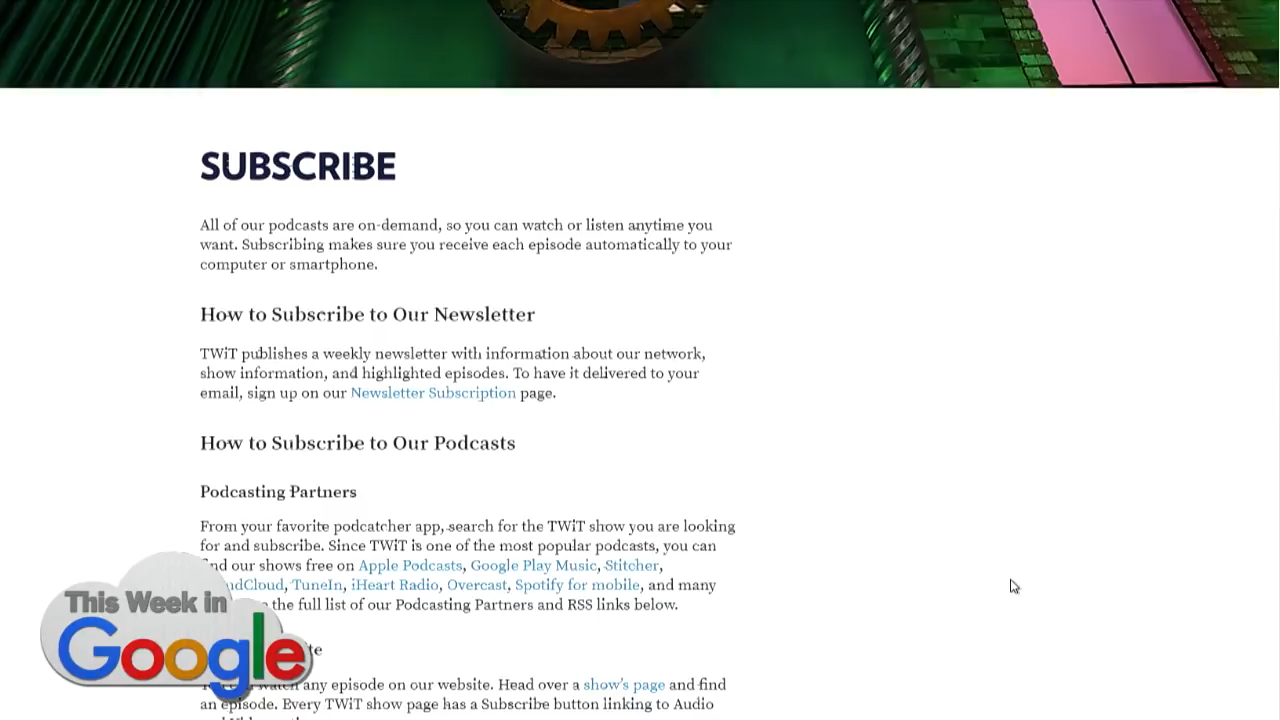 SUBSCRIBE
All of our podcasts are on-demand, so you can watch or listen anytime you
want. Subscribing makes sure you receive each episode automatically to your
computer or smartphone.
How to Subscribe to Our Newsletter
TWiT publishes a weekly newsletter with information about our network,
show information, and highlighted episodes. To have it delivered to your
email, sign up on our Newsletter Subscription page.
How to Subscribe to Our Podcasts
Podcasting Partners
From your favorite podcatcher app, search for the TWiT show you are looking
for and subscribe. Since TWiT is one of the most popular podcasts, you can
our shows free on Apple Podcasts, Google Play Music, Stitcher,
TuneIn, iHeart Radio, Overcast, Spotify for mobile, and many
the full list of our Podcasting Partners and RSS links below.
any episode on our website. Head over a show's page and find
an episode. Every TWiT show page has a Subscribe button linking to Audio
This Week in
Google